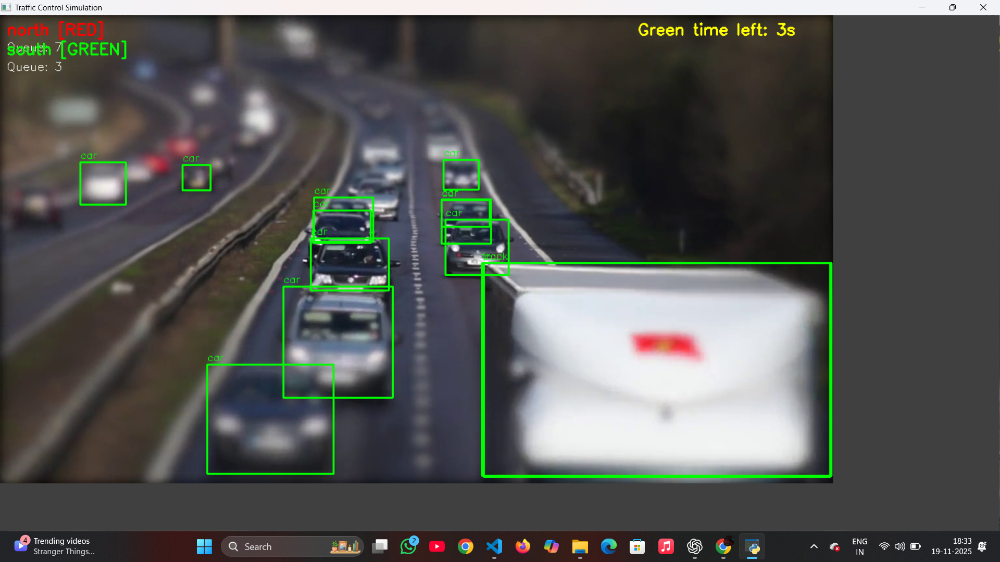 Traffic Control Simulation
north [RED]
Queue: 7
south [GREEN]
Queue: 3
Green time left: 3s
car
car
car
car
car
car
car
car
car
truck
car
car
4
Trending videos
Stranger Things...
Search
2
ENG
IN
18:33
19-11-2025